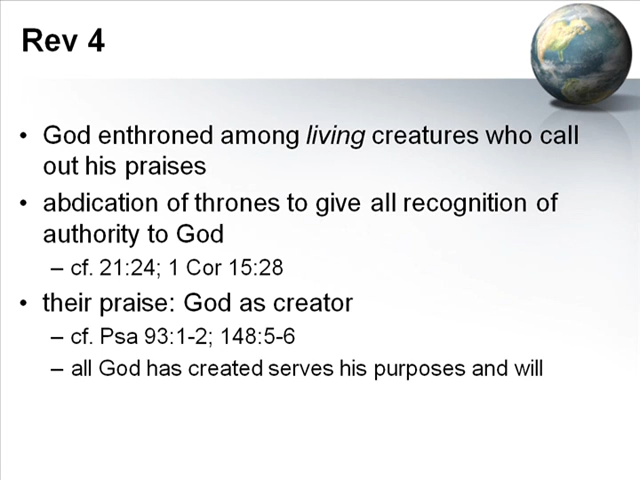 Rev 4
• God enthroned among living creatures who call
out his praises
• abdication of thrones to give all recognition of
authority to God
– cf. 21:24; 1 Cor 15:28
• their praise: God as creator
– cf. Psa 93:1-2; 148:5-6
– all God has created serves his purposes and will